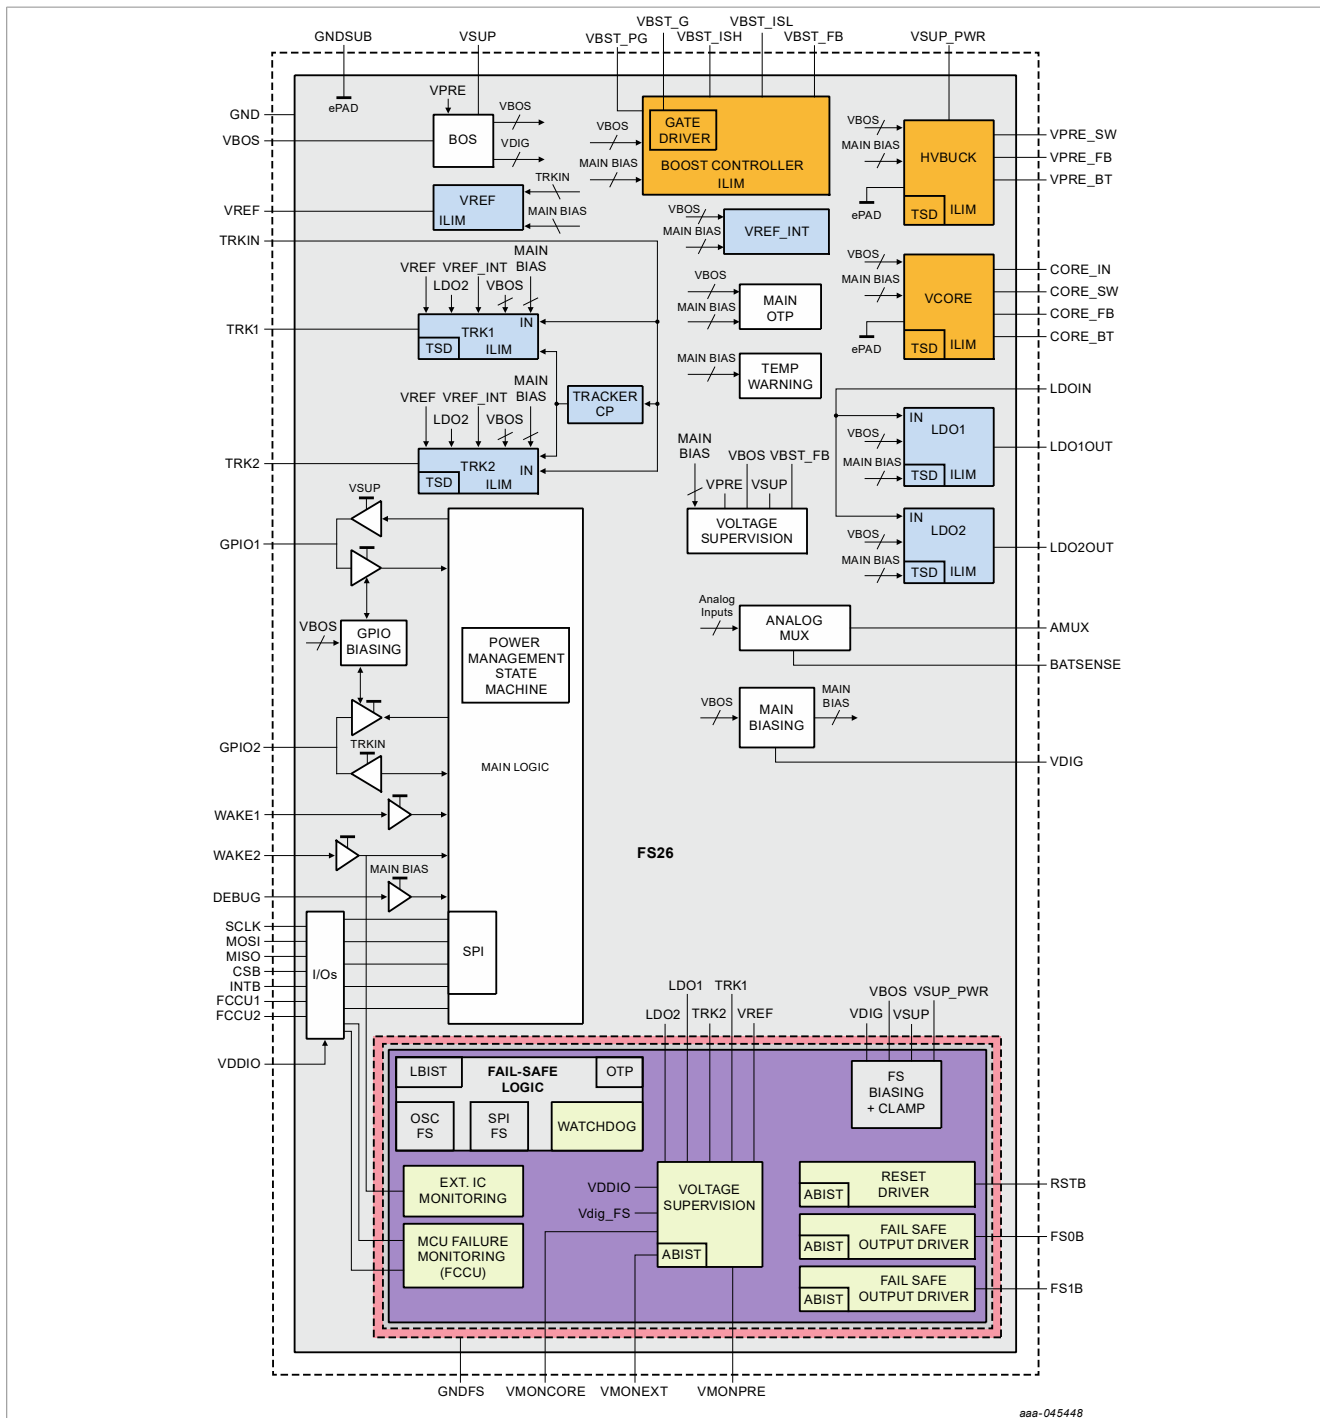 GNDSUB
VSUP
VBST_PG
VBST_G
VBST_ISH
VBST_ISL
VBST_FB
VSUP_PWR
GND
VBOS
VREF
TRKIN
TRK1
TRK2
GPIO1
GPIO2
WAKE1
WAKE2
DEBUG
SCLK
MOSI
MISO
CSB
INTB
FCCU1
FCCU2
VDDIO
ePAD
VPRE
BOS
VBOS
VDIG
VREF
ILIM
TRKIN
MAIN BIAS
VBOS
MAIN BIAS
GATE
DRIVER
BOOST CONTROLLER
ILIM
VBOS
MAIN BIAS
HVBUCK
TSD
ILIM
ePAD
VPRE_SW
VPRE_FB
VPRE_BT
VBOS
MAIN BIAS
VREF_INT
VREF
VREF_INT
MAIN
BIAS
LDO2
VBOS
TRK1
IN
TSD
ILIM
VBOS
MAIN BIAS
MAIN
OTP
VBOS
MAIN BIAS
VCORE
TSD
ILIM
ePAD
CORE_IN
CORE_SW
CORE_FB
CORE_BT
MAIN BIAS
TEMP
WARNING
VREF
VREF_INT
MAIN
BIAS
LDO2
VBOS
TRK2
IN
TSD
ILIM
TRACKER
CP
LDOIN
IN
LDO1
VBOS
MAIN BIAS
TSD
ILIM
LDO1OUT
MAIN
BIAS
VPRE
VBOS
VSUP
VBST_FB
VOLTAGE
SUPERVISION
IN
LDO2
VBOS
MAIN BIAS
TSD
ILIM
LDO2OUT
VSUP
VBOS
GPIO
BIASING
TRKIN
MAIN BIAS
POWER
MANAGEMENT
STATE
MACHINE
MAIN LOGIC
SPI
I/Os
Analog
Inputs
ANALOG
MUX
AMUX
BATSENSE
VBOS
MAIN
BIASING
MAIN
BIAS
VDIG
FS26
LDO2
LDO1
TRK2
TRK1
VREF
VDIG
VBOS
VSUP
VSUP_PWR
LBIST
FAIL-SAFE
LOGIC
OTP
OSC
FS
SPI
FS
WATCHDOG
FS
BIASING
+ CLAMP
EXT. IC
MONITORING
MCU FAILURE
MONITORING
(FCCU)
VDDIO
Vdig_FS
VOLTAGE
SUPERVISION
ABIST
RESET
DRIVER
ABIST
RSTB
FAIL SAFE
OUTPUT DRIVER
ABIST
FS0B
FAIL SAFE
OUTPUT DRIVER
ABIST
FS1B
GNDFS
VMONCORE
VMONEXT
VMONPRE
aaa-045448